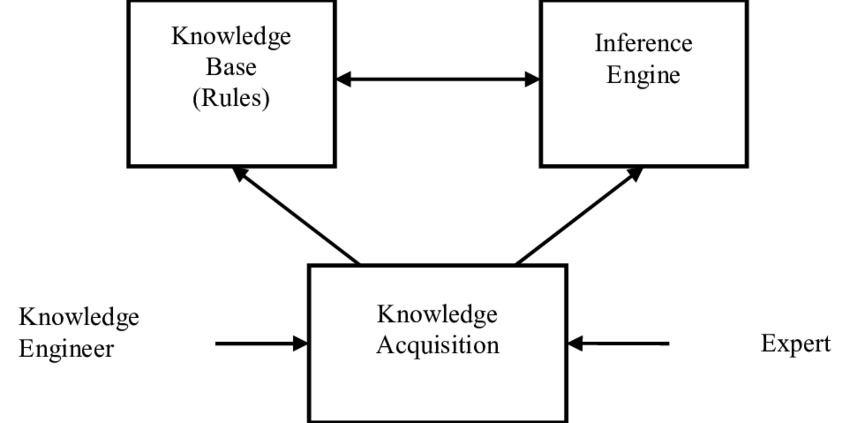 Knowledge
Base
(Rules)
Inference
Engine
Knowledge
Engineer
Knowledge
Acquisition
Expert